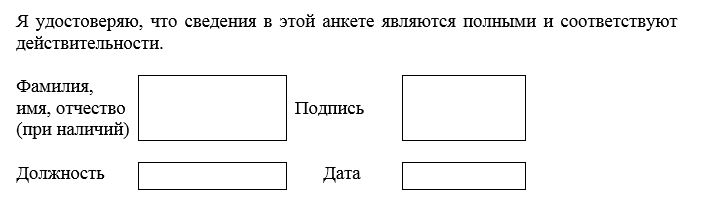 Я удостоверяю, что сведения в этой анкете являются полными и соответствуют
действительности.
Фамилия,
имя, отчество
(при наличий)
Подпись
Должность
Дата